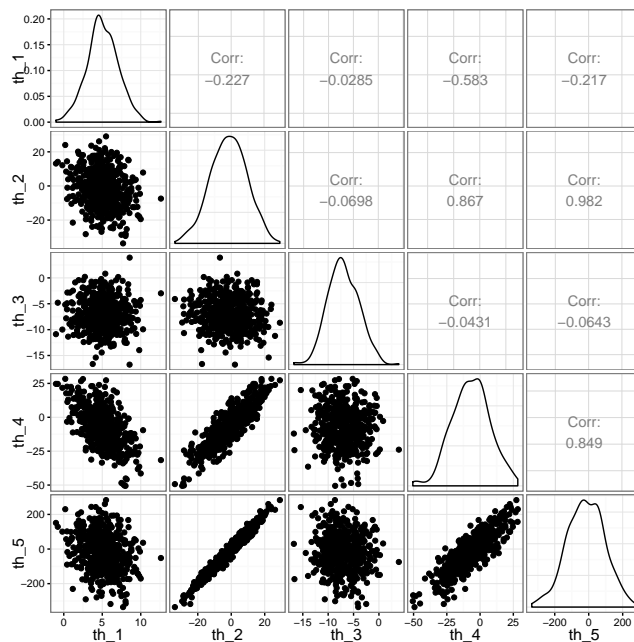 0.20
0.15
0.10
0.05
0.00
th_1
Corr:
−0.227
Corr:
−0.0285
Corr:
−0.583
Corr:
−0.217
20
0
−20
th_2
Corr:
−0.0698
Corr:
0.867
Corr:
0.982
0
−5
−10
−15
th_3
Corr:
−0.0431
Corr:
−0.0643
25
0
−25
−50
th_4
Corr:
0.849
200
0
−200
th_5
0 5 10 −20 0 20 −15 −10 −5 0 −50 −25 0 25 −200 0 200
th_1 th_2 th_3 th_4 th_5